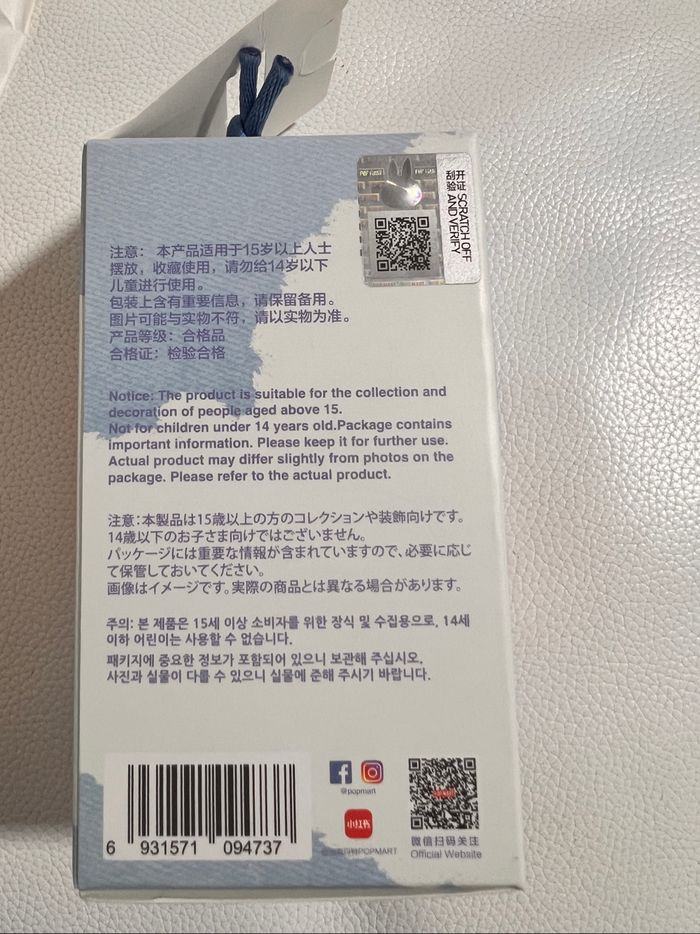 POP MART
开 SCRATCH OFF
刮验 AND VERIFY
注意： 本产品适用于15岁以上人士
摆放，收藏使用，请勿给14岁以下
儿童进行使用。
包装上含有重要信息，请保留备用。
图片可能与实物不符，请以实物为准。
产品等级：合格品
合格证：检验合格
Notice: The product is suitable for the collection and
decoration of people aged above 15.
Not for children under 14 years old.Package contains
important information. Please keep it for further use.
Actual product may differ slightly from photos on the
package. Please refer to the actual product.
注意：本製品は15歳以上の方のコレクションや装飾向けです。
14歳以下のお子さま向けではございません。
パッケージには重要な情報が含まれていますので、必要に応じ
て保管しておいてください。
画像はイメージです。実際の商品とは異なる場合があります。
주의: 본 제품은 15세 이상 소비자를 위한 장식 및 수집용으로, 14세
이하 어린이는 사용할 수 없습니다.
패키지에 중요한 정보가 포함되어 있으니 보관해 주십시오.
사진과 실물이 다를 수 있으니 실물에 준해 주시기 바랍니다.
6 931571 094737
@popmart
小红书
POPMART
微信扫码关注
Official Website